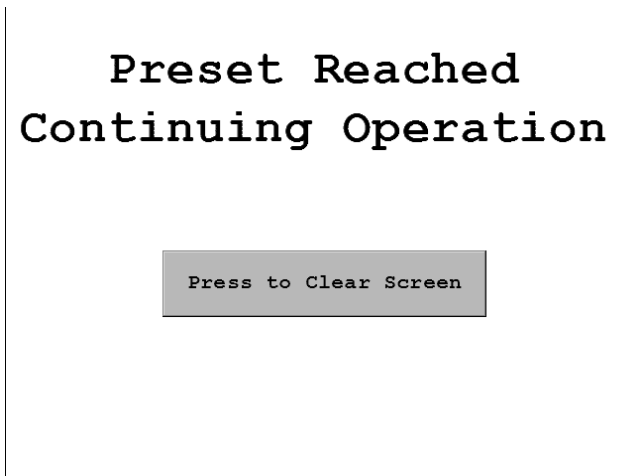 Preset Reached
Continuing Operation
Press to Clear Screen